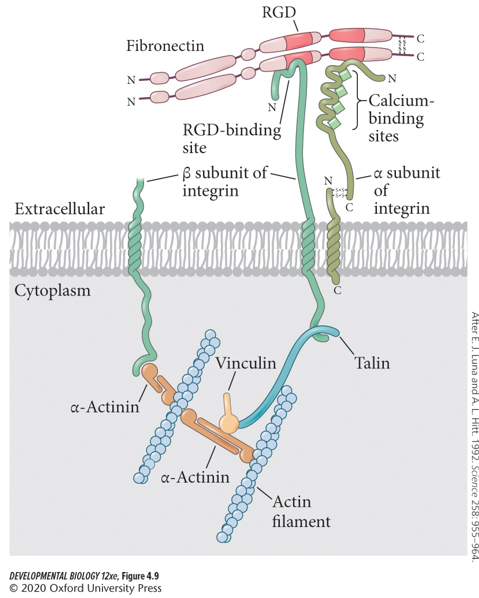 RGD
Fibronectin
C
C
N
N
N
N
Calcium-
binding
sites
RGD-binding
site
β subunit of
integrin
N
C
α subunit
of
integrin
Extracellular
C
Cytoplasm
Vinculin
Talin
α-Actinin
α-Actinin
Actin
filament
After E. J. Luna and A. L. Hitt. 1992. Science 258: 955–964.
DEVELOPMENTAL BIOLOGY 12xe, Figure 4.9
© 2020 Oxford University Press